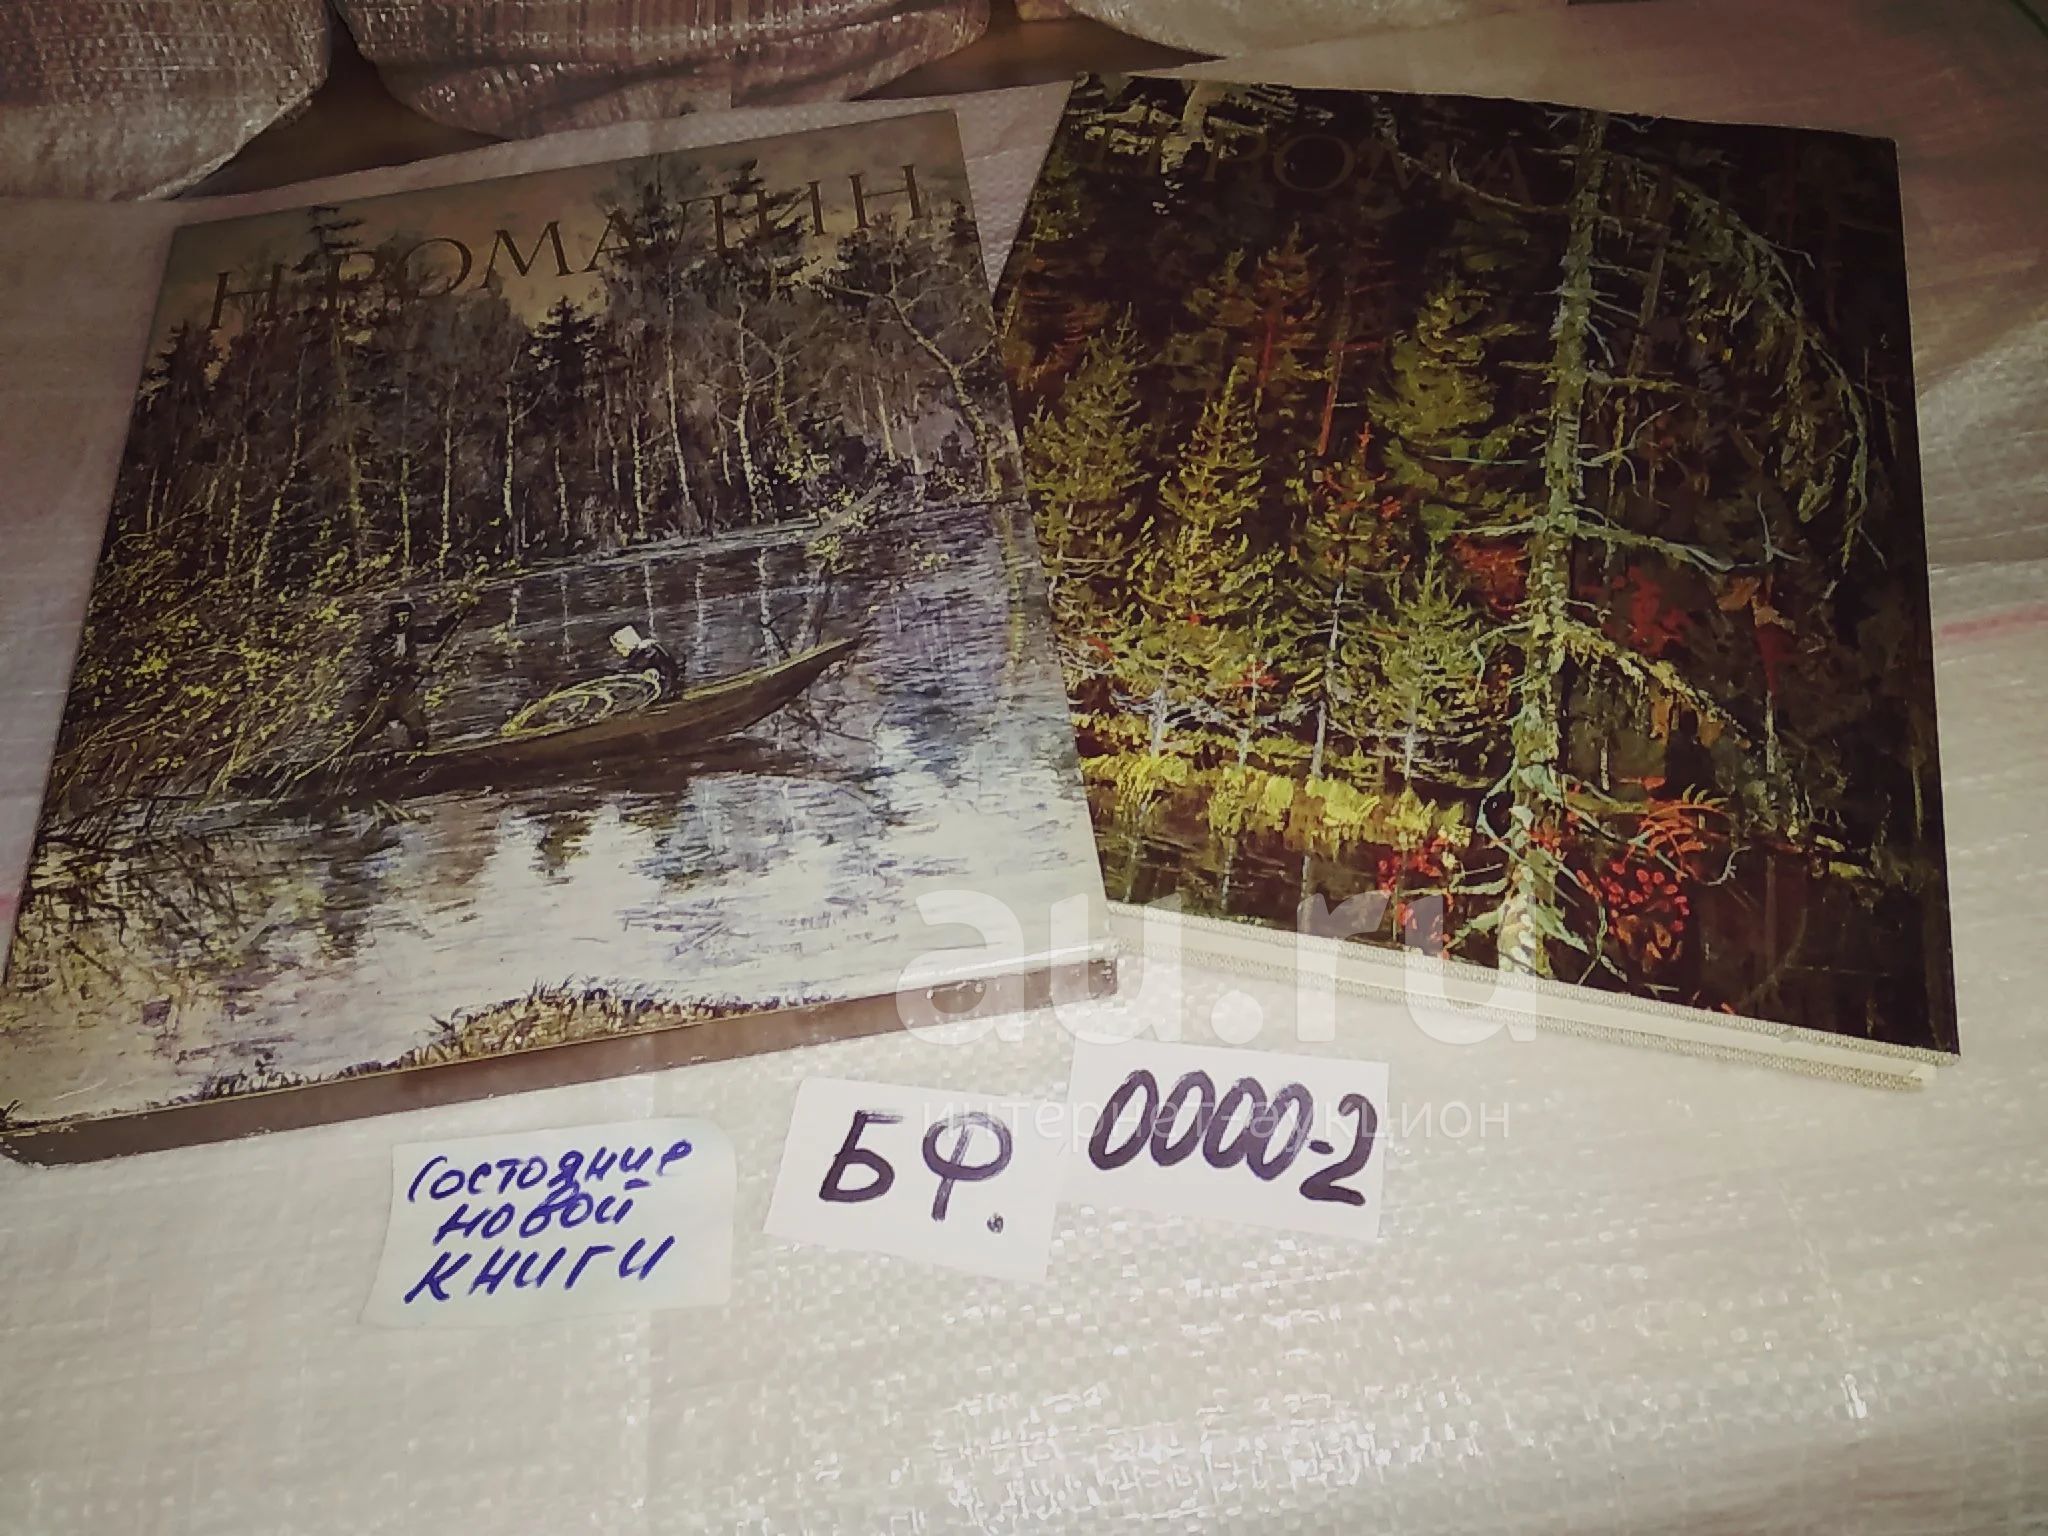 Н.РОМАДИН
Н.РОМАДИН
au.ru
интернет-аукцион
БФ.
0000-2
Состояние
новой
книги